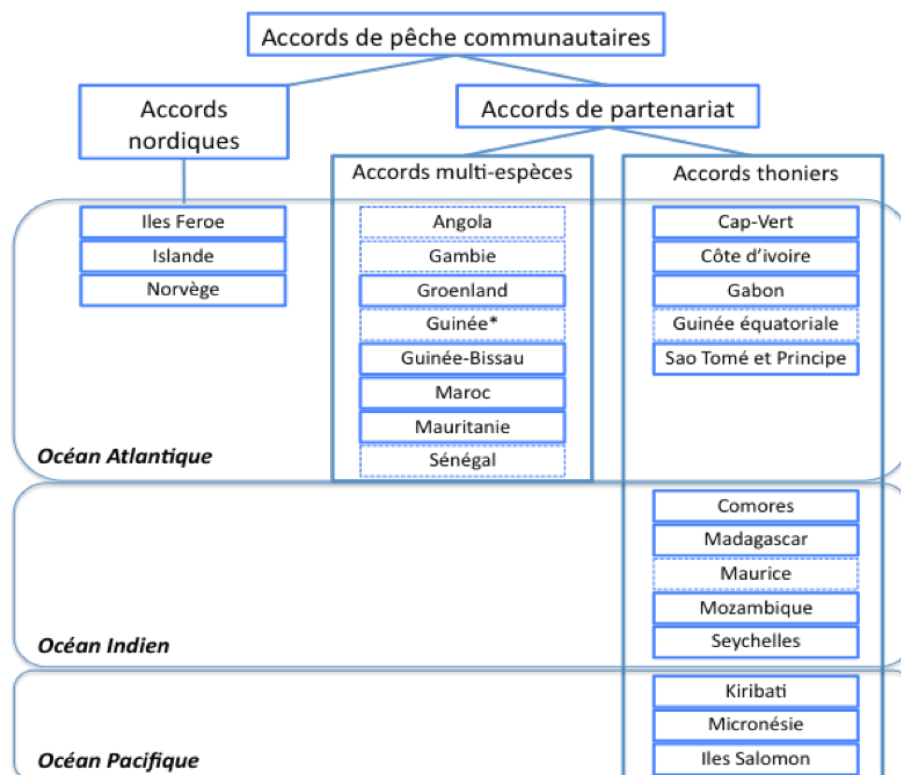 Accords de pêche communautaires
Accords
nordiques
Accords de partenariat
Accords multi-espèces
Accords thoniers
Iles Feroe
Islande
Norvège
Angola
Gambie
Groenland
Guinée*
Guinée-Bissau
Maroc
Mauritanie
Sénégal
Cap-Vert
Côte d'ivoire
Gabon
Guinée équatoriale
Sao Tomé et Principe
Océan Atlantique
Comores
Madagascar
Maurice
Mozambique
Seychelles
Océan Indien
Kiribati
Micronésie
Iles Salomon
Océan Pacifique